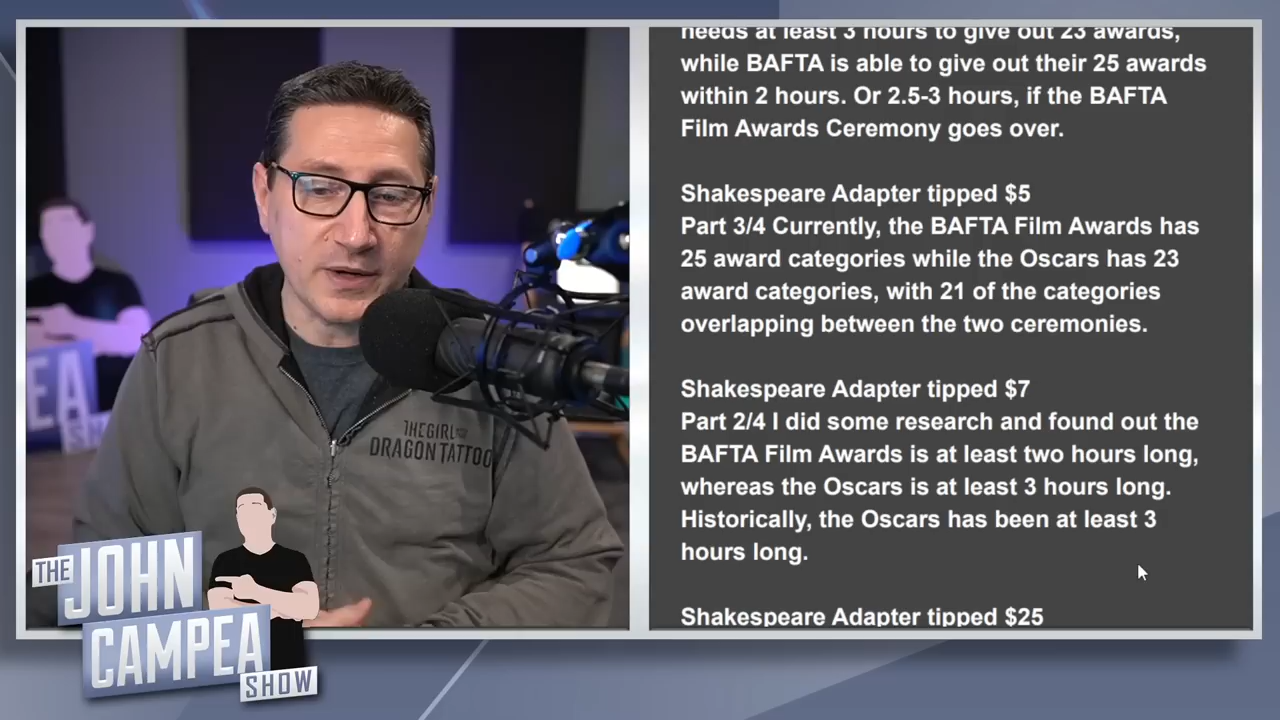 needs at least 3 hours to give out 23 awards,
while BAFTA is able to give out their 25 awards
within 2 hours. Or 2.5-3 hours, if the BAFTA
Film Awards Ceremony goes over.
Shakespeare Adapter tipped $5
Part 3/4 Currently, the BAFTA Film Awards has
25 award categories while the Oscars has 23
award categories, with 21 of the categories
overlapping between the two ceremonies.
Shakespeare Adapter tipped $7
Part 2/4 I did some research and found out the
BAFTA Film Awards is at least two hours long,
whereas the Oscars is at least 3 hours long.
Historically, the Oscars has been at least 3
hours long.
Shakespeare Adapter tipped $25
THE GIRL
DRAGON TATTOO
THE JOHN
CAMPEA
SHOW